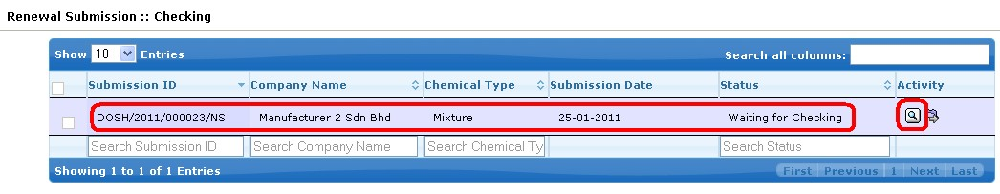 Renewal Submission :: Checking
Show 10 Entries Search all columns:
Submission ID Company Name Chemical Type Submission Date Status Activity
DOSH/2011/000023/NS Manufacturer 2 Sdn Bhd Mixture 25-01-2011 Waiting for Checking
Search Submission ID Search Company Name Search Chemical Ty Search Status
Showing 1 to 1 of 1 Entries First Previous 1 Next Last